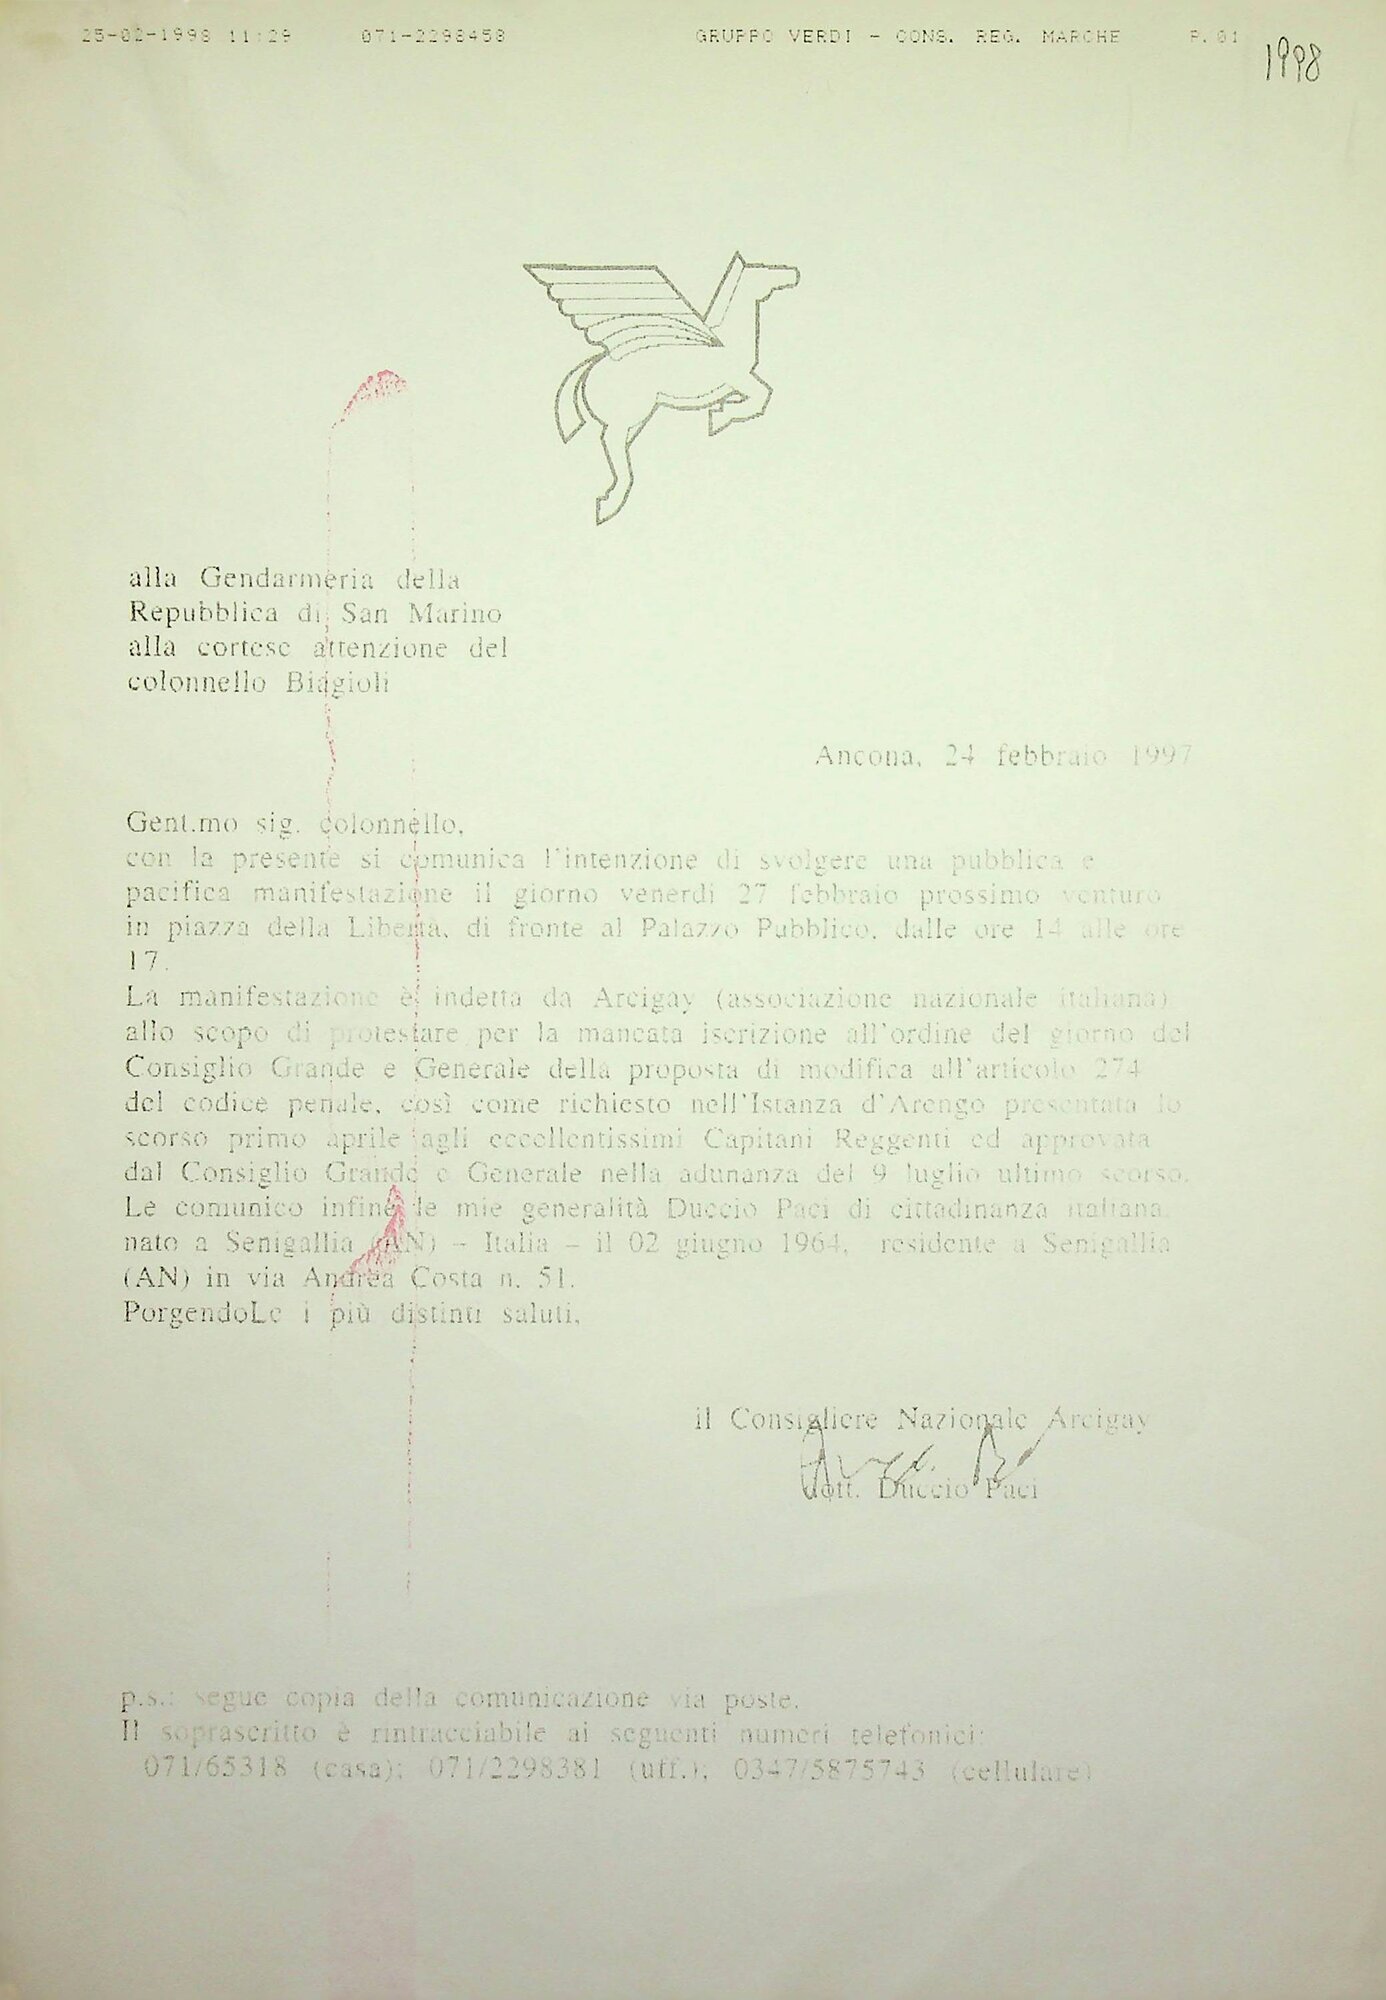 25-02-1998 11:29 071-2298458 GRUPPO VERDI - CONS. REG. MARCHE P.01
1998
alla Gendarmeria della
Repubblica di San Marino
alla cortese attenzione del
colonnello Biagioli
Ancona, 24 febbraio 1997
Gent.mo sig. colonnello,
con la presente si comunica l'intenzione di svolgere una pubblica e
pacifica manifestazione il giorno venerdì 27 febbraio prossimo venturo
in piazza della Libertà, di fronte al Palazzo Pubblico, dalle ore 14 alle ore
17.
La manifestazione è indetta da Arcigay (associazione nazionale italiana)
allo scopo di protestare per la mancata iscrizione all'ordine del giorno del
Consiglio Grande e Generale della proposta di modifica all'articolo 274
del codice penale, così come richiesto nell'Istanza d'Arengo presentata lo
scorso primo aprile agli eccellentissimi Capitani Reggenti ed approvata
dal Consiglio Grande e Generale nella adunanza del 9 luglio ultimo scorso.
Le comunico infine le mie generalità Duccio Paci di cittadinanza italiana,
nato a Senigallia (AN) - Italia - il 02 giugno 1964, residente a Senigallia
(AN) in via Andrea Costa n. 51.
PorgendoLe i più distinti saluti,
il Consigliere Nazionale Arcigay
dott. Duccio Paci
p.s.: segue copia della comunicazione via poste.
Il soprascritto è rintracciabile ai seguenti numeri telefonici:
071/65318 (casa); 071/2298381 (uff.); 0347/5875743 (cellulare)